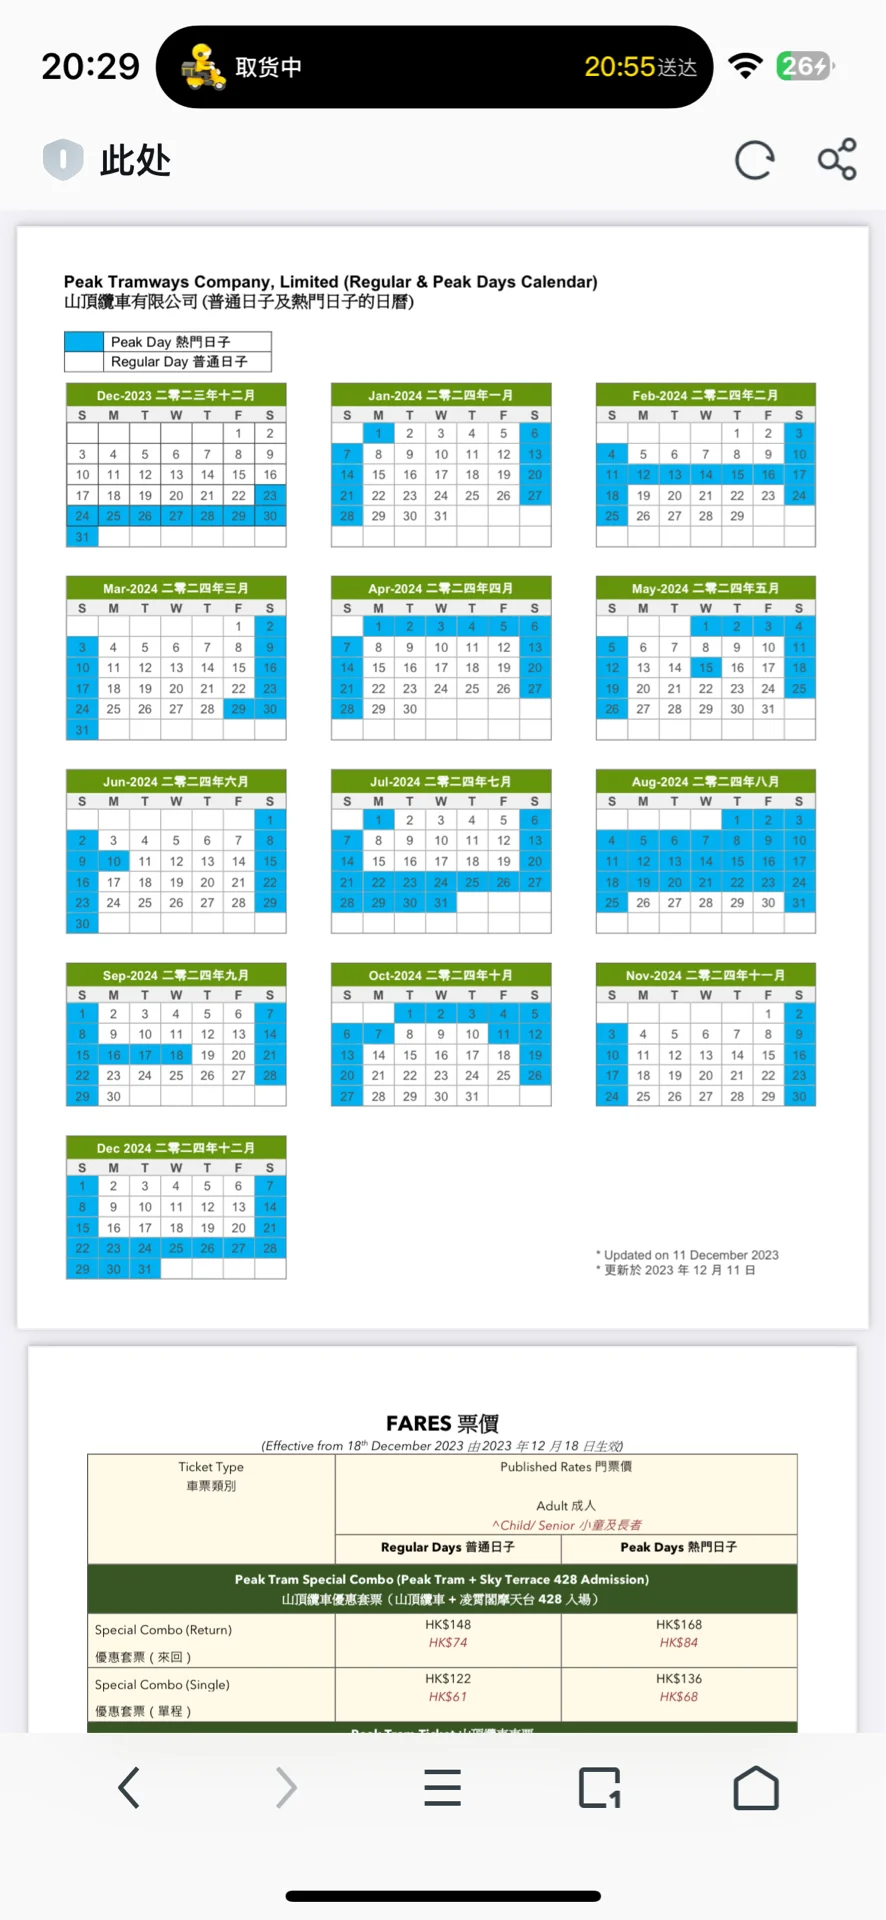 20:29
取货中
20:55送达
26
此处
Peak Tramways Company, Limited (Regular & Peak Days Calendar)
山頂纜車有限公司 (普通日子及熱門日子的日曆)
Peak Day 熱門日子
Regular Day 普通日子
Dec-2023 二零二三年十二月
S M T W T F S
1 2
3 4 5 6 7 8 9
10 11 12 13 14 15 16
17 18 19 20 21 22 23
24 25 26 27 28 29 30
31
Jan-2024 二零二四年一月
S M T W T F S
1 2 3 4 5 6
7 8 9 10 11 12 13
14 15 16 17 18 19 20
21 22 23 24 25 26 27
28 29 30 31
Feb-2024 二零二四年二月
S M T W T F S
1 2 3
4 5 6 7 8 9 10
11 12 13 14 15 16 17
18 19 20 21 22 23 24
25 26 27 28 29
Mar-2024 二零二四年三月
S M T W T F S
1 2
3 4 5 6 7 8 9
10 11 12 13 14 15 16
17 18 19 20 21 22 23
24 25 26 27 28 29 30
31
Apr-2024 二零二四年四月
S M T W T F S
1 2 3 4 5 6
7 8 9 10 11 12 13
14 15 16 17 18 19 20
21 22 23 24 25 26 27
28 29 30
May-2024 二零二四年五月
S M T W T F S
1 2 3 4
5 6 7 8 9 10 11
12 13 14 15 16 17 18
19 20 21 22 23 24 25
26 27 28 29 30 31
Jun-2024 二零二四年六月
S M T W T F S
1
2 3 4 5 6 7 8
9 10 11 12 13 14 15
16 17 18 19 20 21 22
23 24 25 26 27 28 29
30
Jul-2024 二零二四年七月
S M T W T F S
1 2 3 4 5 6
7 8 9 10 11 12 13
14 15 16 17 18 19 20
21 22 23 24 25 26 27
28 29 30 31
Aug-2024 二零二四年八月
S M T W T F S
1 2 3
4 5 6 7 8 9 10
11 12 13 14 15 16 17
18 19 20 21 22 23 24
25 26 27 28 29 30 31
Sep-2024 二零二四年九月
S M T W T F S
1 2 3 4 5 6 7
8 9 10 11 12 13 14
15 16 17 18 19 20 21
22 23 24 25 26 27 28
29 30
Oct-2024 二零二四年十月
S M T W T F S
1 2 3 4 5
6 7 8 9 10 11 12
13 14 15 16 17 18 19
20 21 22 23 24 25 26
27 28 29 30 31
Nov-2024 二零二四年十一月
S M T W T F S
1 2
3 4 5 6 7 8 9
10 11 12 13 14 15 16
17 18 19 20 21 22 23
24 25 26 27 28 29 30
Dec 2024 二零二四年十二月
S M T W T F S
1 2 3 4 5 6 7
8 9 10 11 12 13 14
15 16 17 18 19 20 21
22 23 24 25 26 27 28
29 30 31
* Updated on 11 December 2023
* 更新於 2023 年 12 月 11 日
FARES 票價
(Effective from 18th December 2023 由 2023 年 12 月 18 日生效)
Ticket Type
車票類別
Published Rates 門票價
Adult 成人
^Child/ Senior 小童及長者
Regular Days 普通日子
Peak Days 熱門日子
Peak Tram Special Combo (Peak Tram + Sky Terrace 428 Admission)
山頂纜車優惠套票（山頂纜車 + 凌霄閣摩天台 428 入場）
Special Combo (Return)
優惠套票 ( 來回 )
HK$148
HK$74
HK$168
HK$84
Special Combo (Single)
優惠套票 ( 單程 )
HK$122
HK$61
HK$136
HK$68
Peak Tram Ticket 山頂纜車車票
1